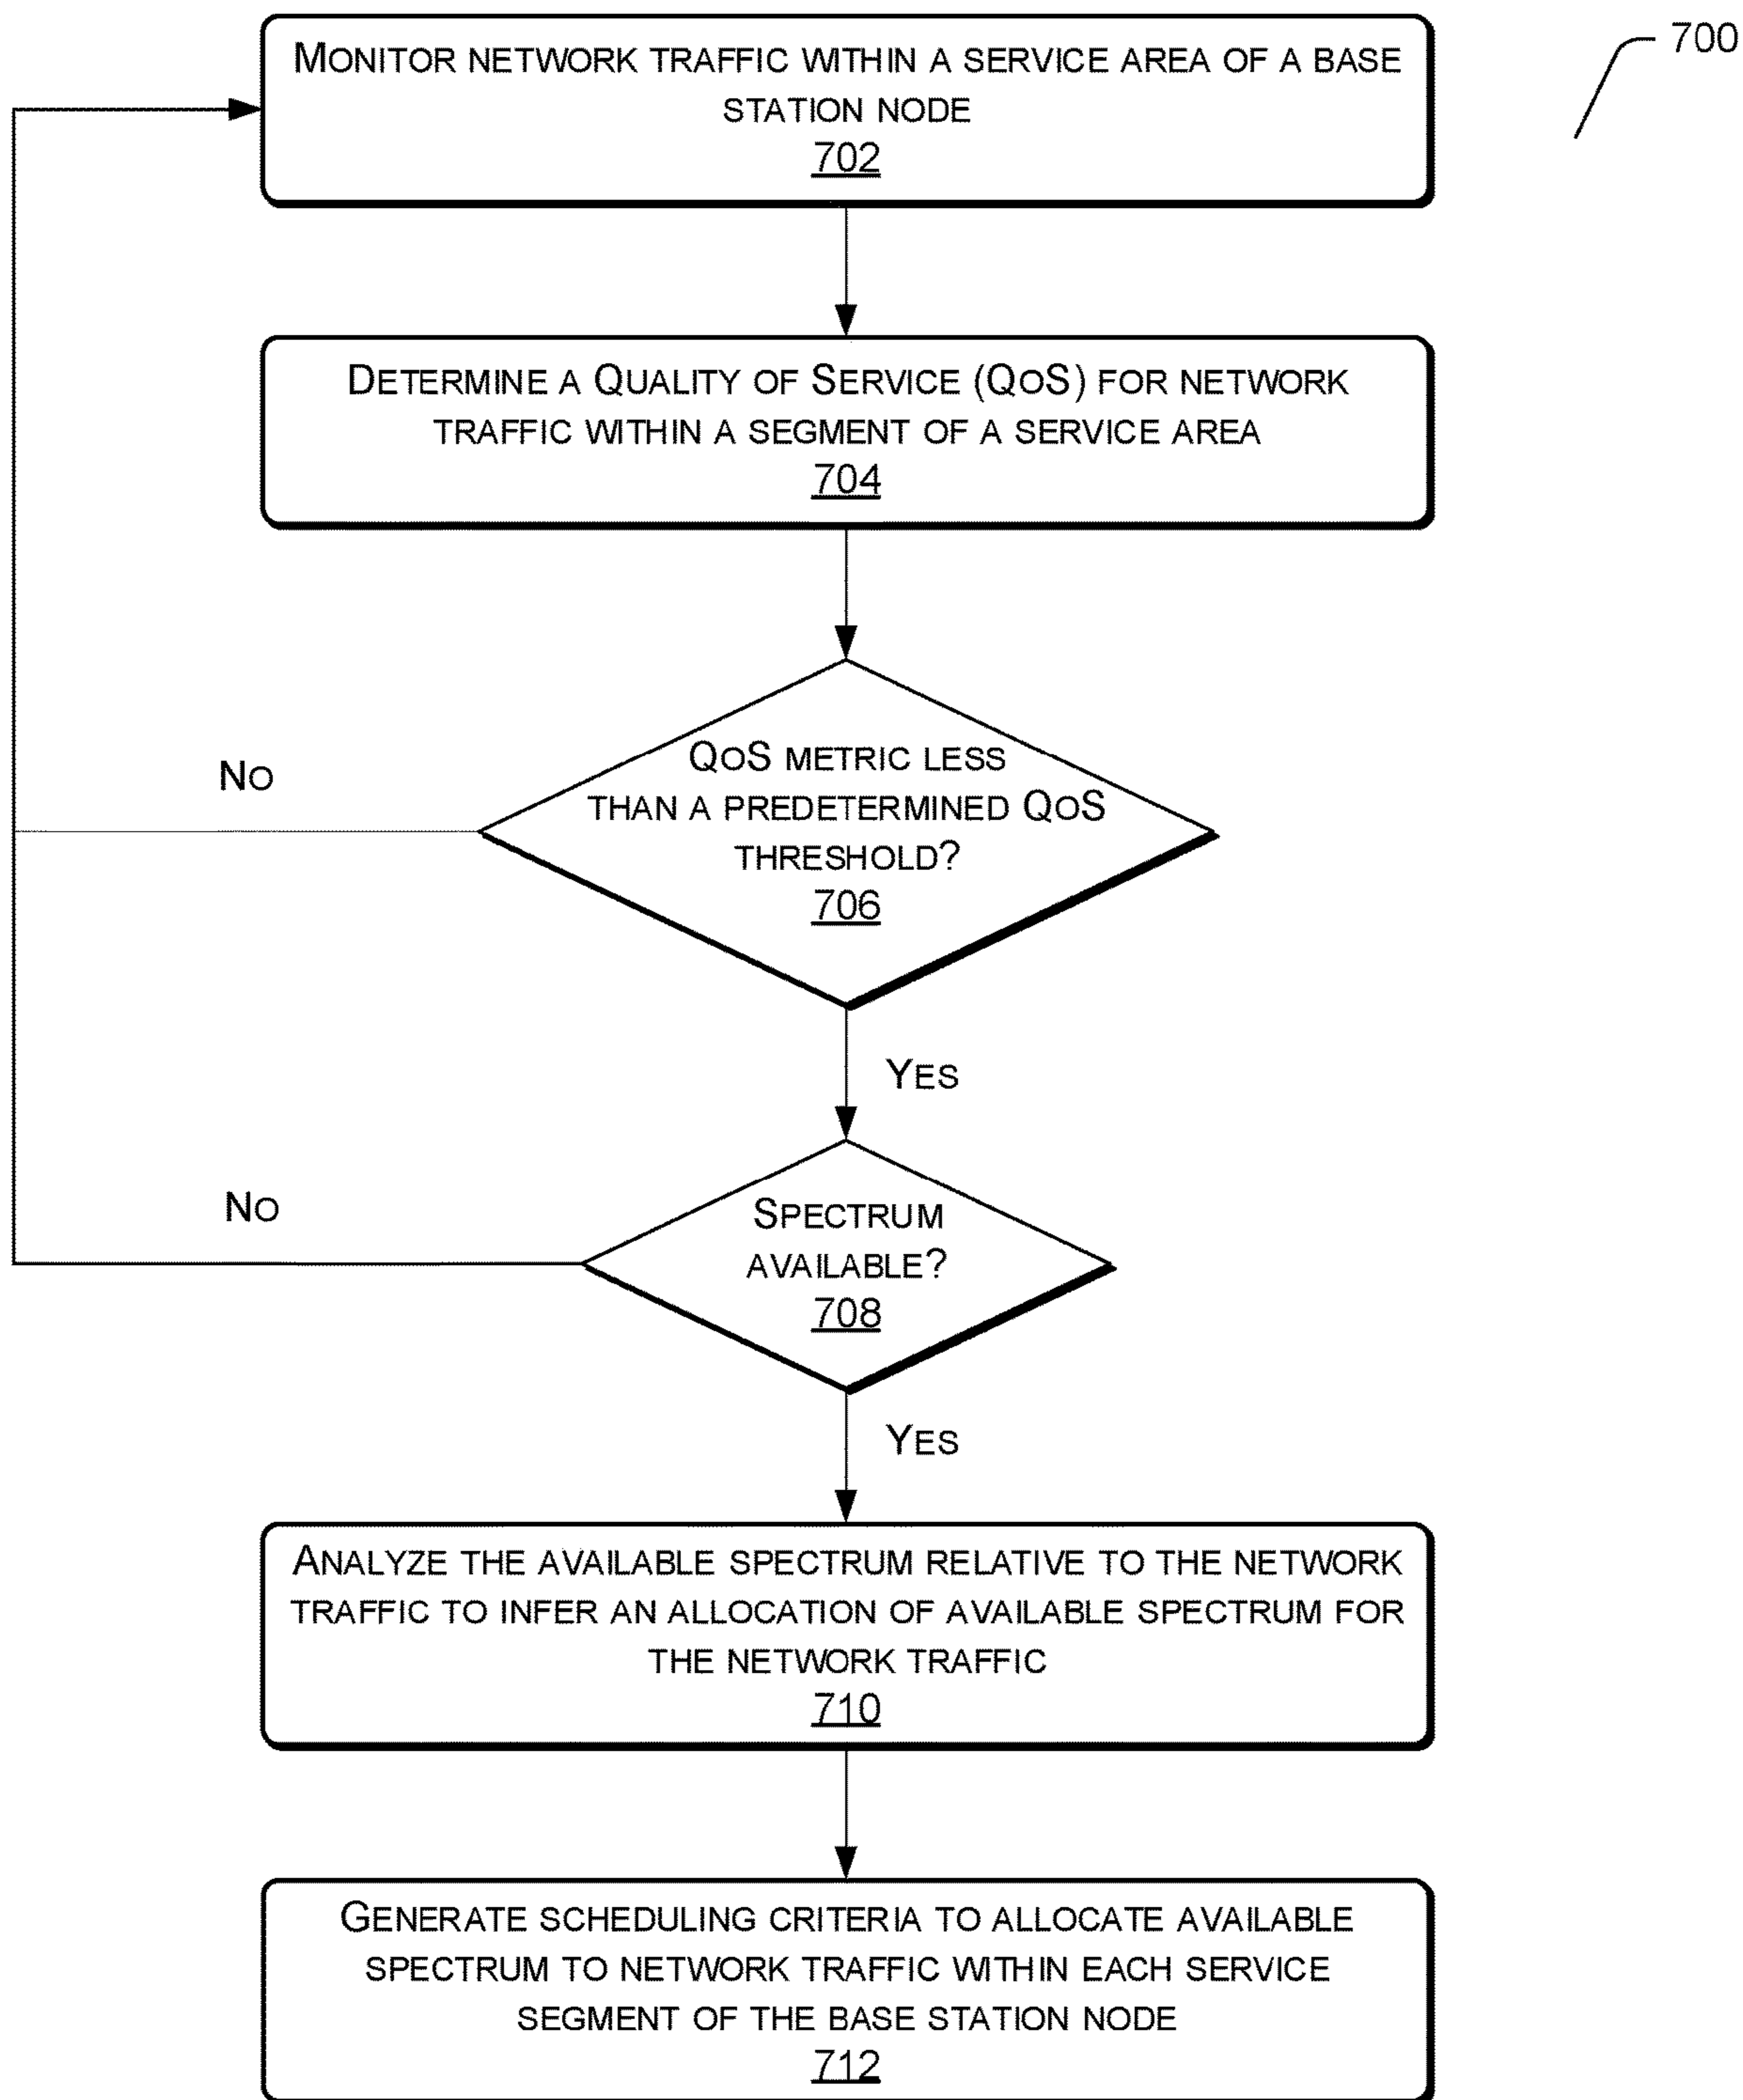 700
MONITOR NETWORK TRAFFIC WITHIN A SERVICE AREA OF A BASE
STATION NODE
702
DETERMINE A QUALITY OF SERVICE (QOS) FOR NETWORK
TRAFFIC WITHIN A SEGMENT OF A SERVICE AREA
704
QOS METRIC LESS
THAN A PREDETERMINED QOS
THRESHOLD?
706
NO
YES
SPECTRUM
AVAILABLE?
708
NO
YES
ANALYZE THE AVAILABLE SPECTRUM RELATIVE TO THE NETWORK
TRAFFIC TO INFER AN ALLOCATION OF AVAILABLE SPECTRUM FOR
THE NETWORK TRAFFIC
710
GENERATE SCHEDULING CRITERIA TO ALLOCATE AVAILABLE
SPECTRUM TO NETWORK TRAFFIC WITHIN EACH SERVICE
SEGMENT OF THE BASE STATION NODE
712